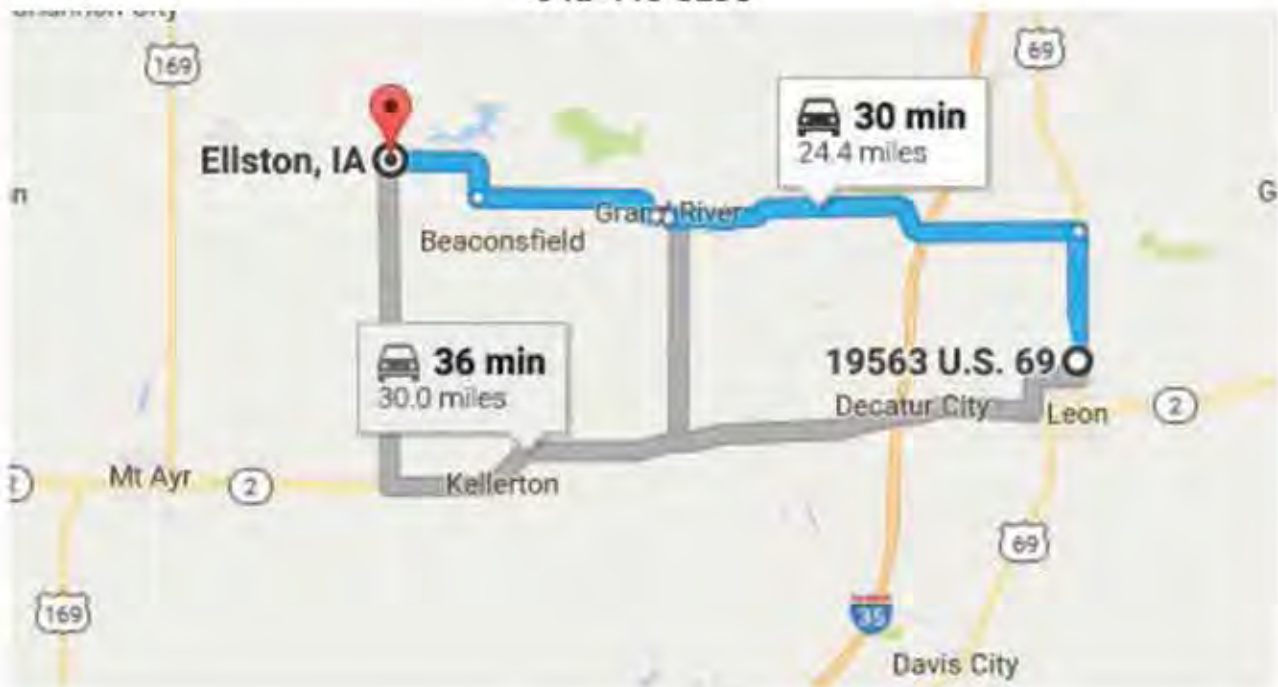 169
69
30 min
24.4 miles
Ellston, IA
n
G
Grand River
Beaconsfield
36 min
30.0 miles
19563 U.S. 69
Decatur City
Leon
2
Mt Ayr
2
Kellerton
69
169
35
Davis City